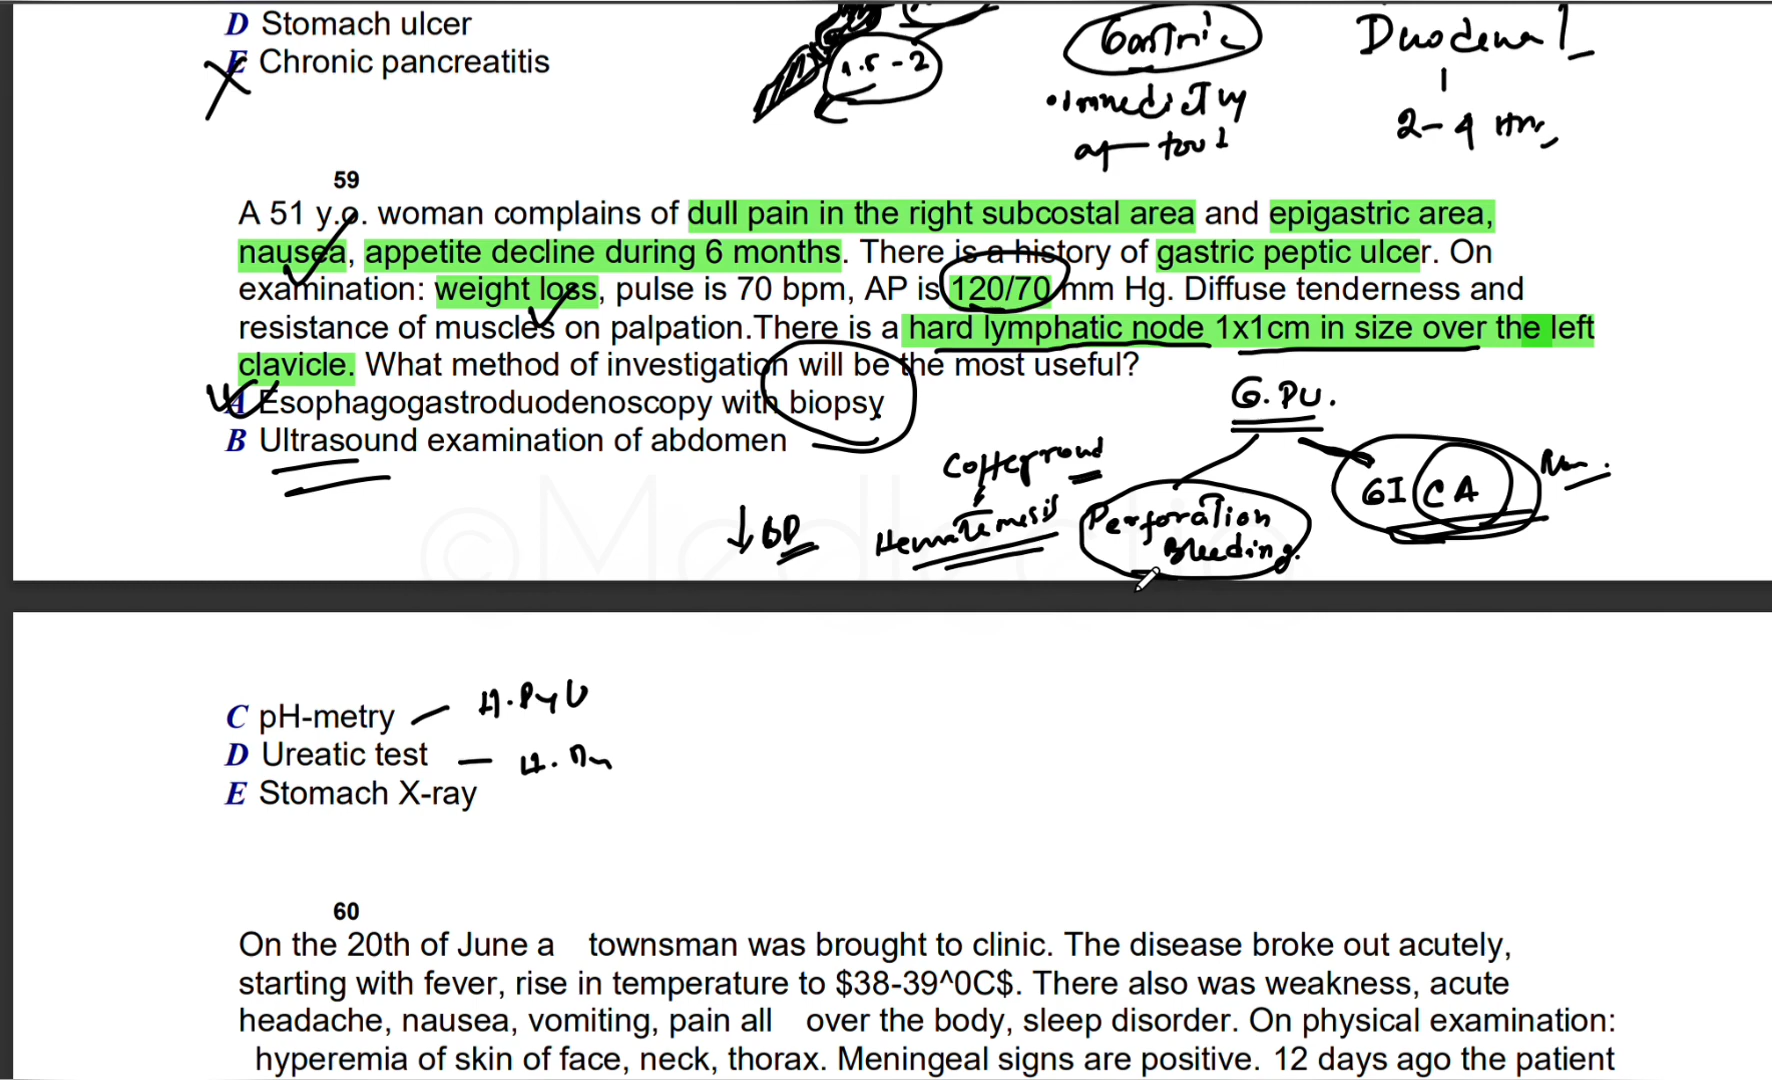 D Stomach ulcer
E Chronic pancreatitis
1.5 - 2
Gastric
Duodenal
2-4 Hrs
59
A 51 y.o. woman complains of dull pain in the right subcostal area and epigastric area,
nausea, appetite decline during 6 months. There is a history of gastric peptic ulcer. On
examination: weight loss, pulse is 70 bpm, AP is 120/70 mm Hg. Diffuse tenderness and
resistance of muscles on palpation.There is a hard lymphatic node 1x1cm in size over the left
clavicle. What method of investigation will be the most useful?
A Esophagogastroduodenoscopy with biopsy
G. PU.
B Ultrasound examination of abdomen
GI CA
↓ BP
Hematemesis
Perforation
Bleeding.
C pH-metry
D Ureatic test
E Stomach X-ray
60
On the 20th of June a townsman was brought to clinic. The disease broke out acutely,
starting with fever, rise in temperature to $38-39^0C$. There also was weakness, acute
headache, nausea, vomiting, pain all over the body, sleep disorder. On physical examination:
hyperemia of skin of face, neck, thorax. Meningeal signs are positive. 12 days ago the patient